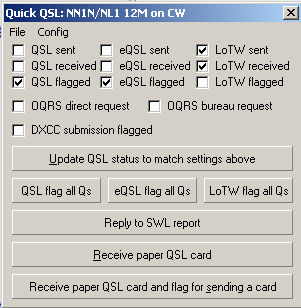 Quick QSL: NN1N/NL1 12M on CW
File Config
QSL sent eQSL sent LoTW sent
QSL received eQSL received LoTW received
QSL flagged eQSL flagged LoTW flagged
OQRS direct request OQRS bureau request
DXCC submission flagged
Update QSL status to match settings above
QSL flag all Qs eQSL flag all Qs LoTW flag all Qs
Reply to SWL report
Receive paper QSL card
Receive paper QSL card and flag for sending a card